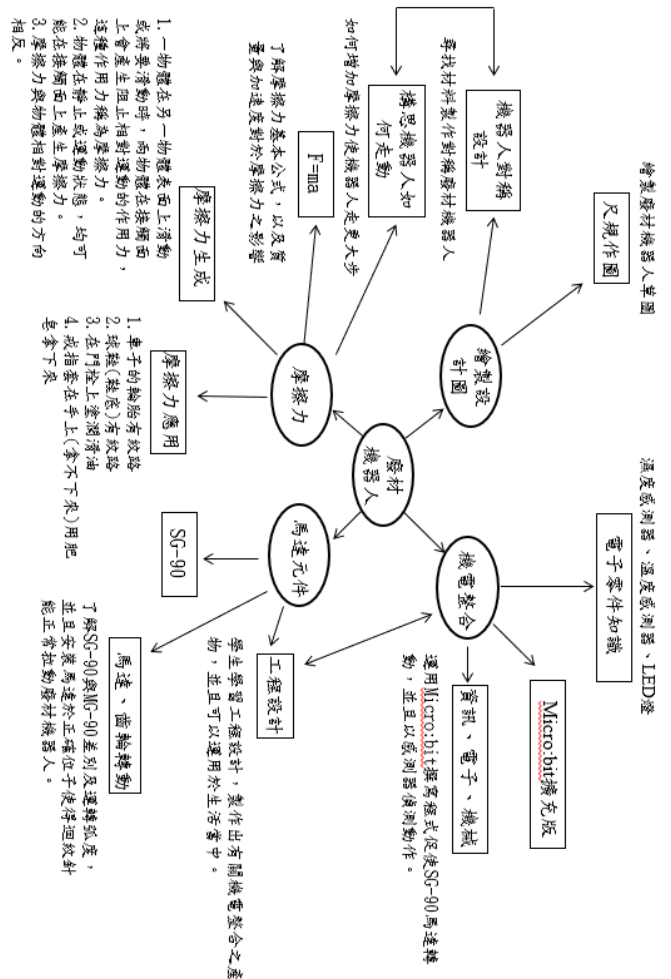 繪製廢材機器人草圖
溫度感測器、溫度感測器、LED燈
尺規作圖
電子零件知識
Micro:bit擴充版
機器人對稱
設計
尋找材料製作對稱廢材機器人
繪製設
計圖
機電整合
資訊、電子、機械
運用Micro:bit撰寫程式促使SG-90馬達轉
動，並且以感測器偵測動作。
構思機器人如
何走動
如何增加摩擦力使機器人走更大步
廢材
機器人
F=ma
了解摩擦力基本公式，以及質
量與加速度對於摩擦力之影響
摩擦力
馬達元件
工程設計
學生學習工程設計，製作出有關機電整合之產
物，並且可以運用於生活當中。
摩擦力生成
1. 一物體在另一物體表面上滑動
或將要滑動時，兩物體在接觸面
上會產生阻止相對運動的作用力，
這種作用力稱為摩擦力。
2. 物體在靜止或運動狀態，均可
能在接觸面上產生摩擦力。
3. 摩擦力與物體相對運動的方向
相反。
摩擦力應用
1. 車子的輪胎有紋路
2. 球鞋(鞋底)有紋路
3. 在門栓上塗潤滑油
4. 戒指套在手上(拿不下來)用肥
皂拿下來
SG-90
馬達、齒輪轉動
了解SG-90與MG-90差別及運轉弧度，
並且安裝馬達於正確位子使得迴紋針
能正常拉動廢材機器人。